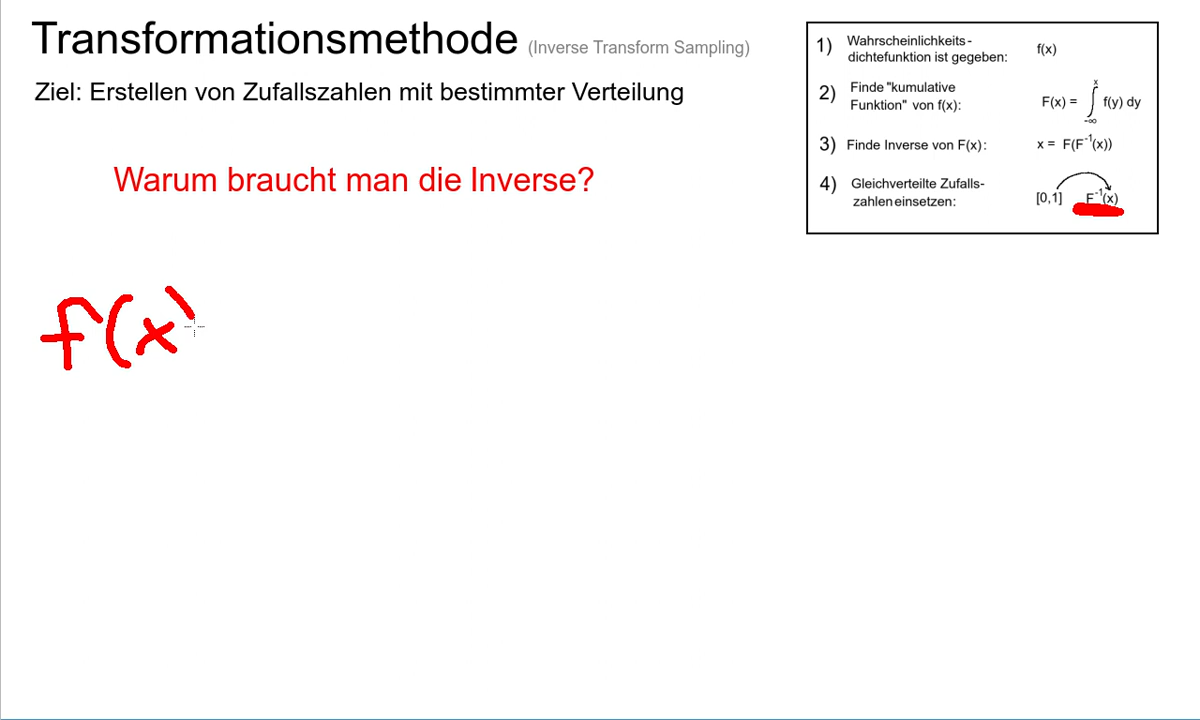 Transformationsmethode (Inverse Transform Sampling)
Ziel: Erstellen von Zufallszahlen mit bestimmter Verteilung
Warum braucht man die Inverse?
f(x)
1) Wahrscheinlichkeits-
dichtefunktion ist gegeben: f(x)
2) Finde "kumulative
Funktion" von f(x): F(x) = ∫_{-∞}^{x} f(y) dy
3) Finde Inverse von F(x): x = F(F⁻¹(x))
4) Gleichverteilte Zufalls-
zahlen einsetzen: [0,1] F⁻¹(x)